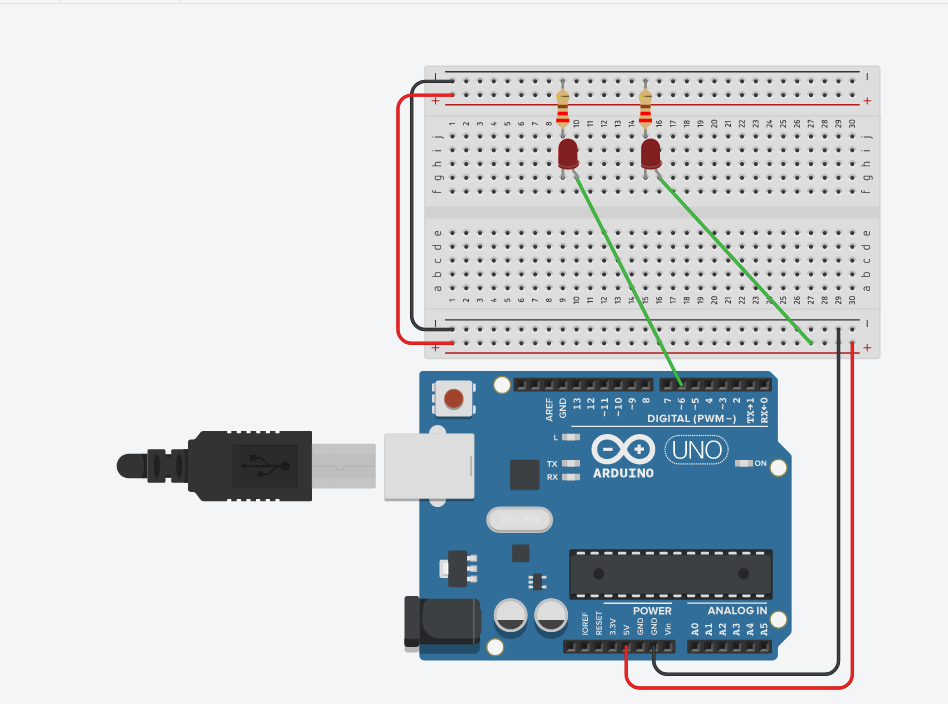 − −
+ +
1 2 3 4 5 6 7 8 9 10 11 12 13 14 15 16 17 18 19 20 21 22 23 24 25 26 27 28 29 30
j j
i i
h h
g g
f f
e e
d d
c c
b b
a a
1 2 3 4 5 6 7 8 9 10 11 12 13 14 15 16 17 18 19 20 21 22 23 24 25 26 27 28 29 30
− −
+ +
AREF GND 13 12 ~11 ~10 ~9 8 7 ~6 ~5 4 ~3 2 TX→1 RX←0
DIGITAL (PWM~)
L
UNO
TX
RX
ARDUINO
ON
POWER ANALOG IN
IOREF RESET 3.3V 5V GND GND Vin A0 A1 A2 A3 A4 A5